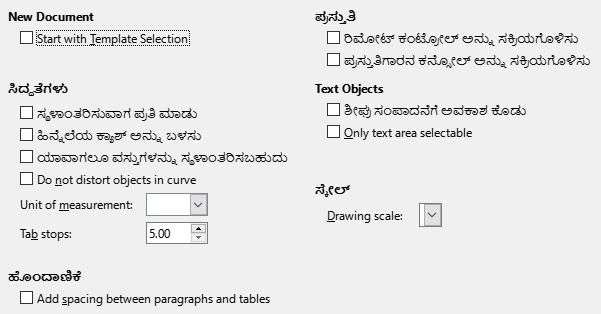 New Document
Start with Template Selection
ಸಿದ್ಧತೆಗಳು
ಸ್ಥಳಾಂತರಿಸುವಾಗ ಪ್ರತಿ ಮಾಡು
ಹಿನ್ನೆಲೆಯ ಕ್ಯಾಶ್ ಅನ್ನು ಬಳಸು
ಯಾವಾಗಲೂ ವಸ್ತುಗಳನ್ನು ಸ್ಥಳಾಂತರಿಸಬಹುದು
Do not distort objects in curve
Unit of measurement:
Tab stops: 5.00
ಹೊಂದಾಣಿಕೆ
Add spacing between paragraphs and tables
ಪ್ರಸ್ತುತಿ
ರಿಮೋಟ್ ಕಂಟ್ರೋಲ್ ಅನ್ನು ಸಕ್ರಿಯಗೊಳಿಸು
ಪ್ರಸ್ತುತಿಗಾರನ ಕನ್ಸೋಲ್ ಅನ್ನು ಸಕ್ರಿಯಗೊಳಿಸು
Text Objects
ಶೀಘ್ರ ಸಂಪಾದನೆಗೆ ಅವಕಾಶ ಕೊಡು
Only text area selectable
ಸ್ಕೇಲ್
Drawing scale: